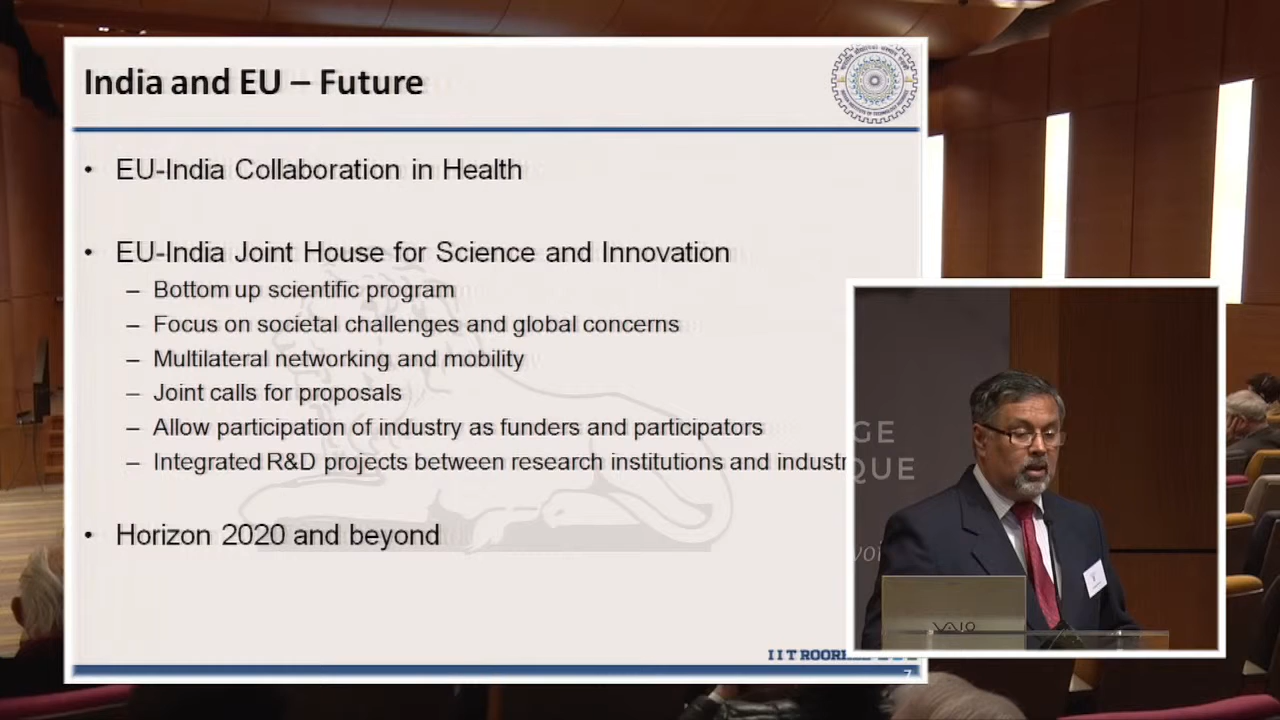 India and EU – Future
• EU-India Collaboration in Health
• EU-India Joint House for Science and Innovation
– Bottom up scientific program
– Focus on societal challenges and global concerns
– Multilateral networking and mobility
– Joint calls for proposals
– Allow participation of industry as funders and participators
– Integrated R&D projects between research institutions and industr
• Horizon 2020 and beyond
IIT ROOR
7
GE
QUE
voi
VAIO